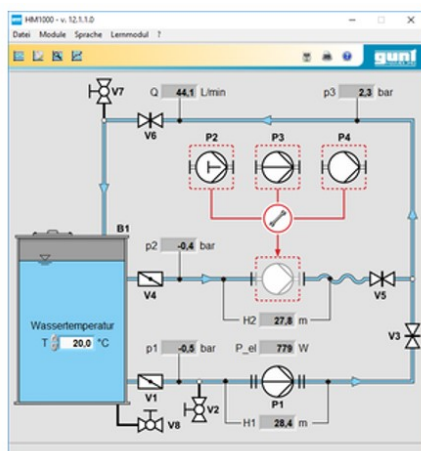 HM1000 - v. 12.1.1.0
Datei Module Sprache Lernmodul ?
gunt
V7
Q 44,1 L/min
p3 2,3 bar
V6
P2 P3 P4
B1
p2 -0,4 bar
V4
V5
H2 27,8 m
Wassertemperatur
T 20,0 °C
V3
p1 -0,5 bar
P_el 779 W
V1
V2
P1
V8
H1 28,4 m